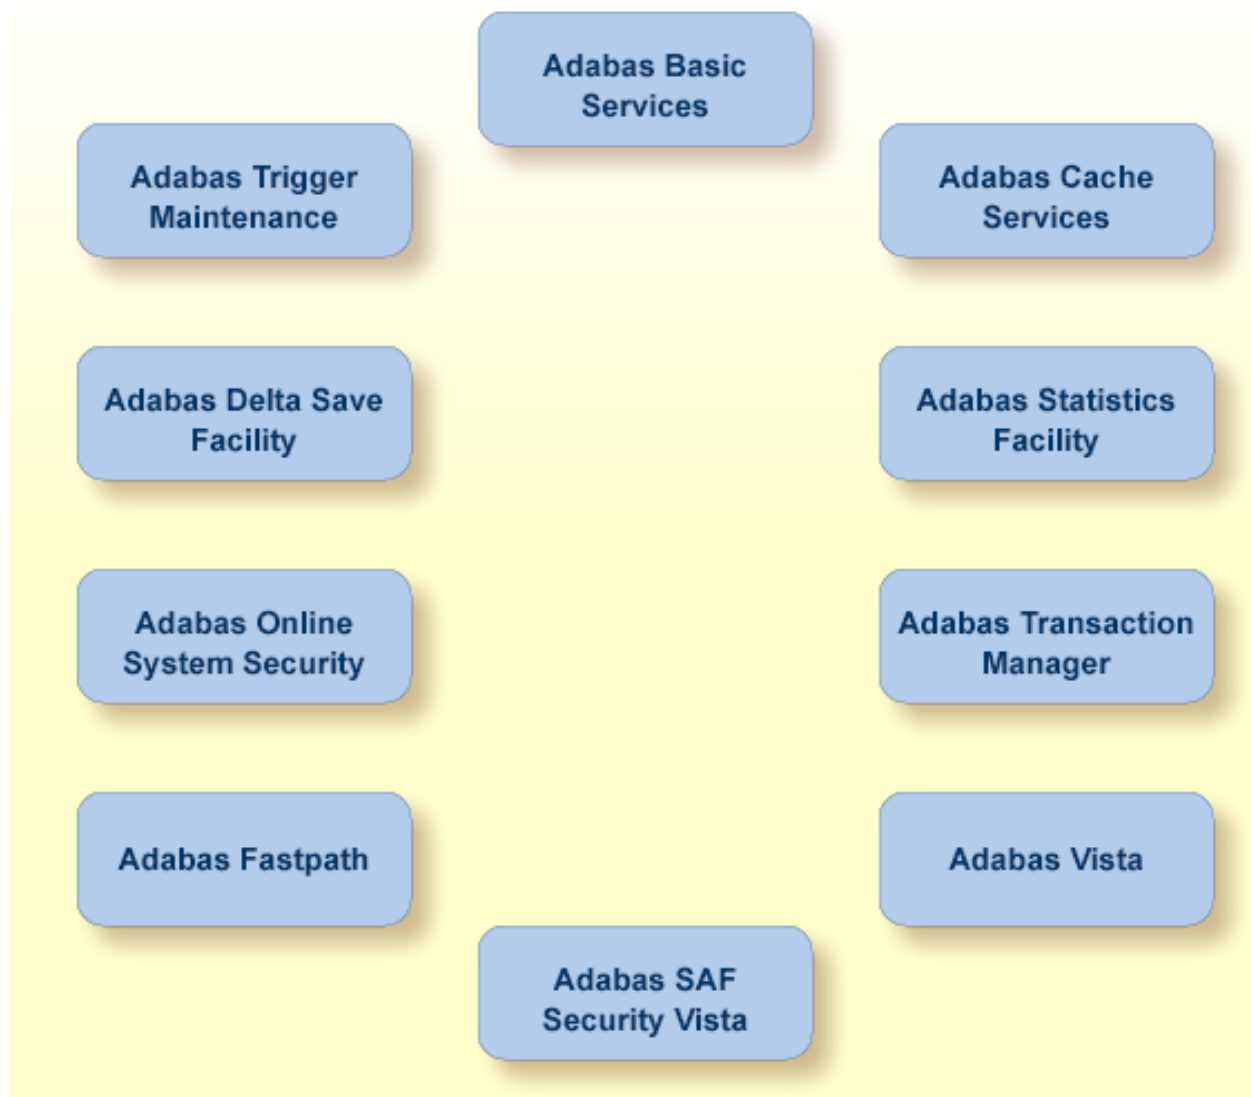 Adabas Basic
Services
Adabas Trigger
Maintenance
Adabas Cache
Services
Adabas Delta Save
Facility
Adabas Statistics
Facility
Adabas Online
System Security
Adabas Transaction
Manager
Adabas Fastpath
Adabas Vista
Adabas SAF
Security Vista